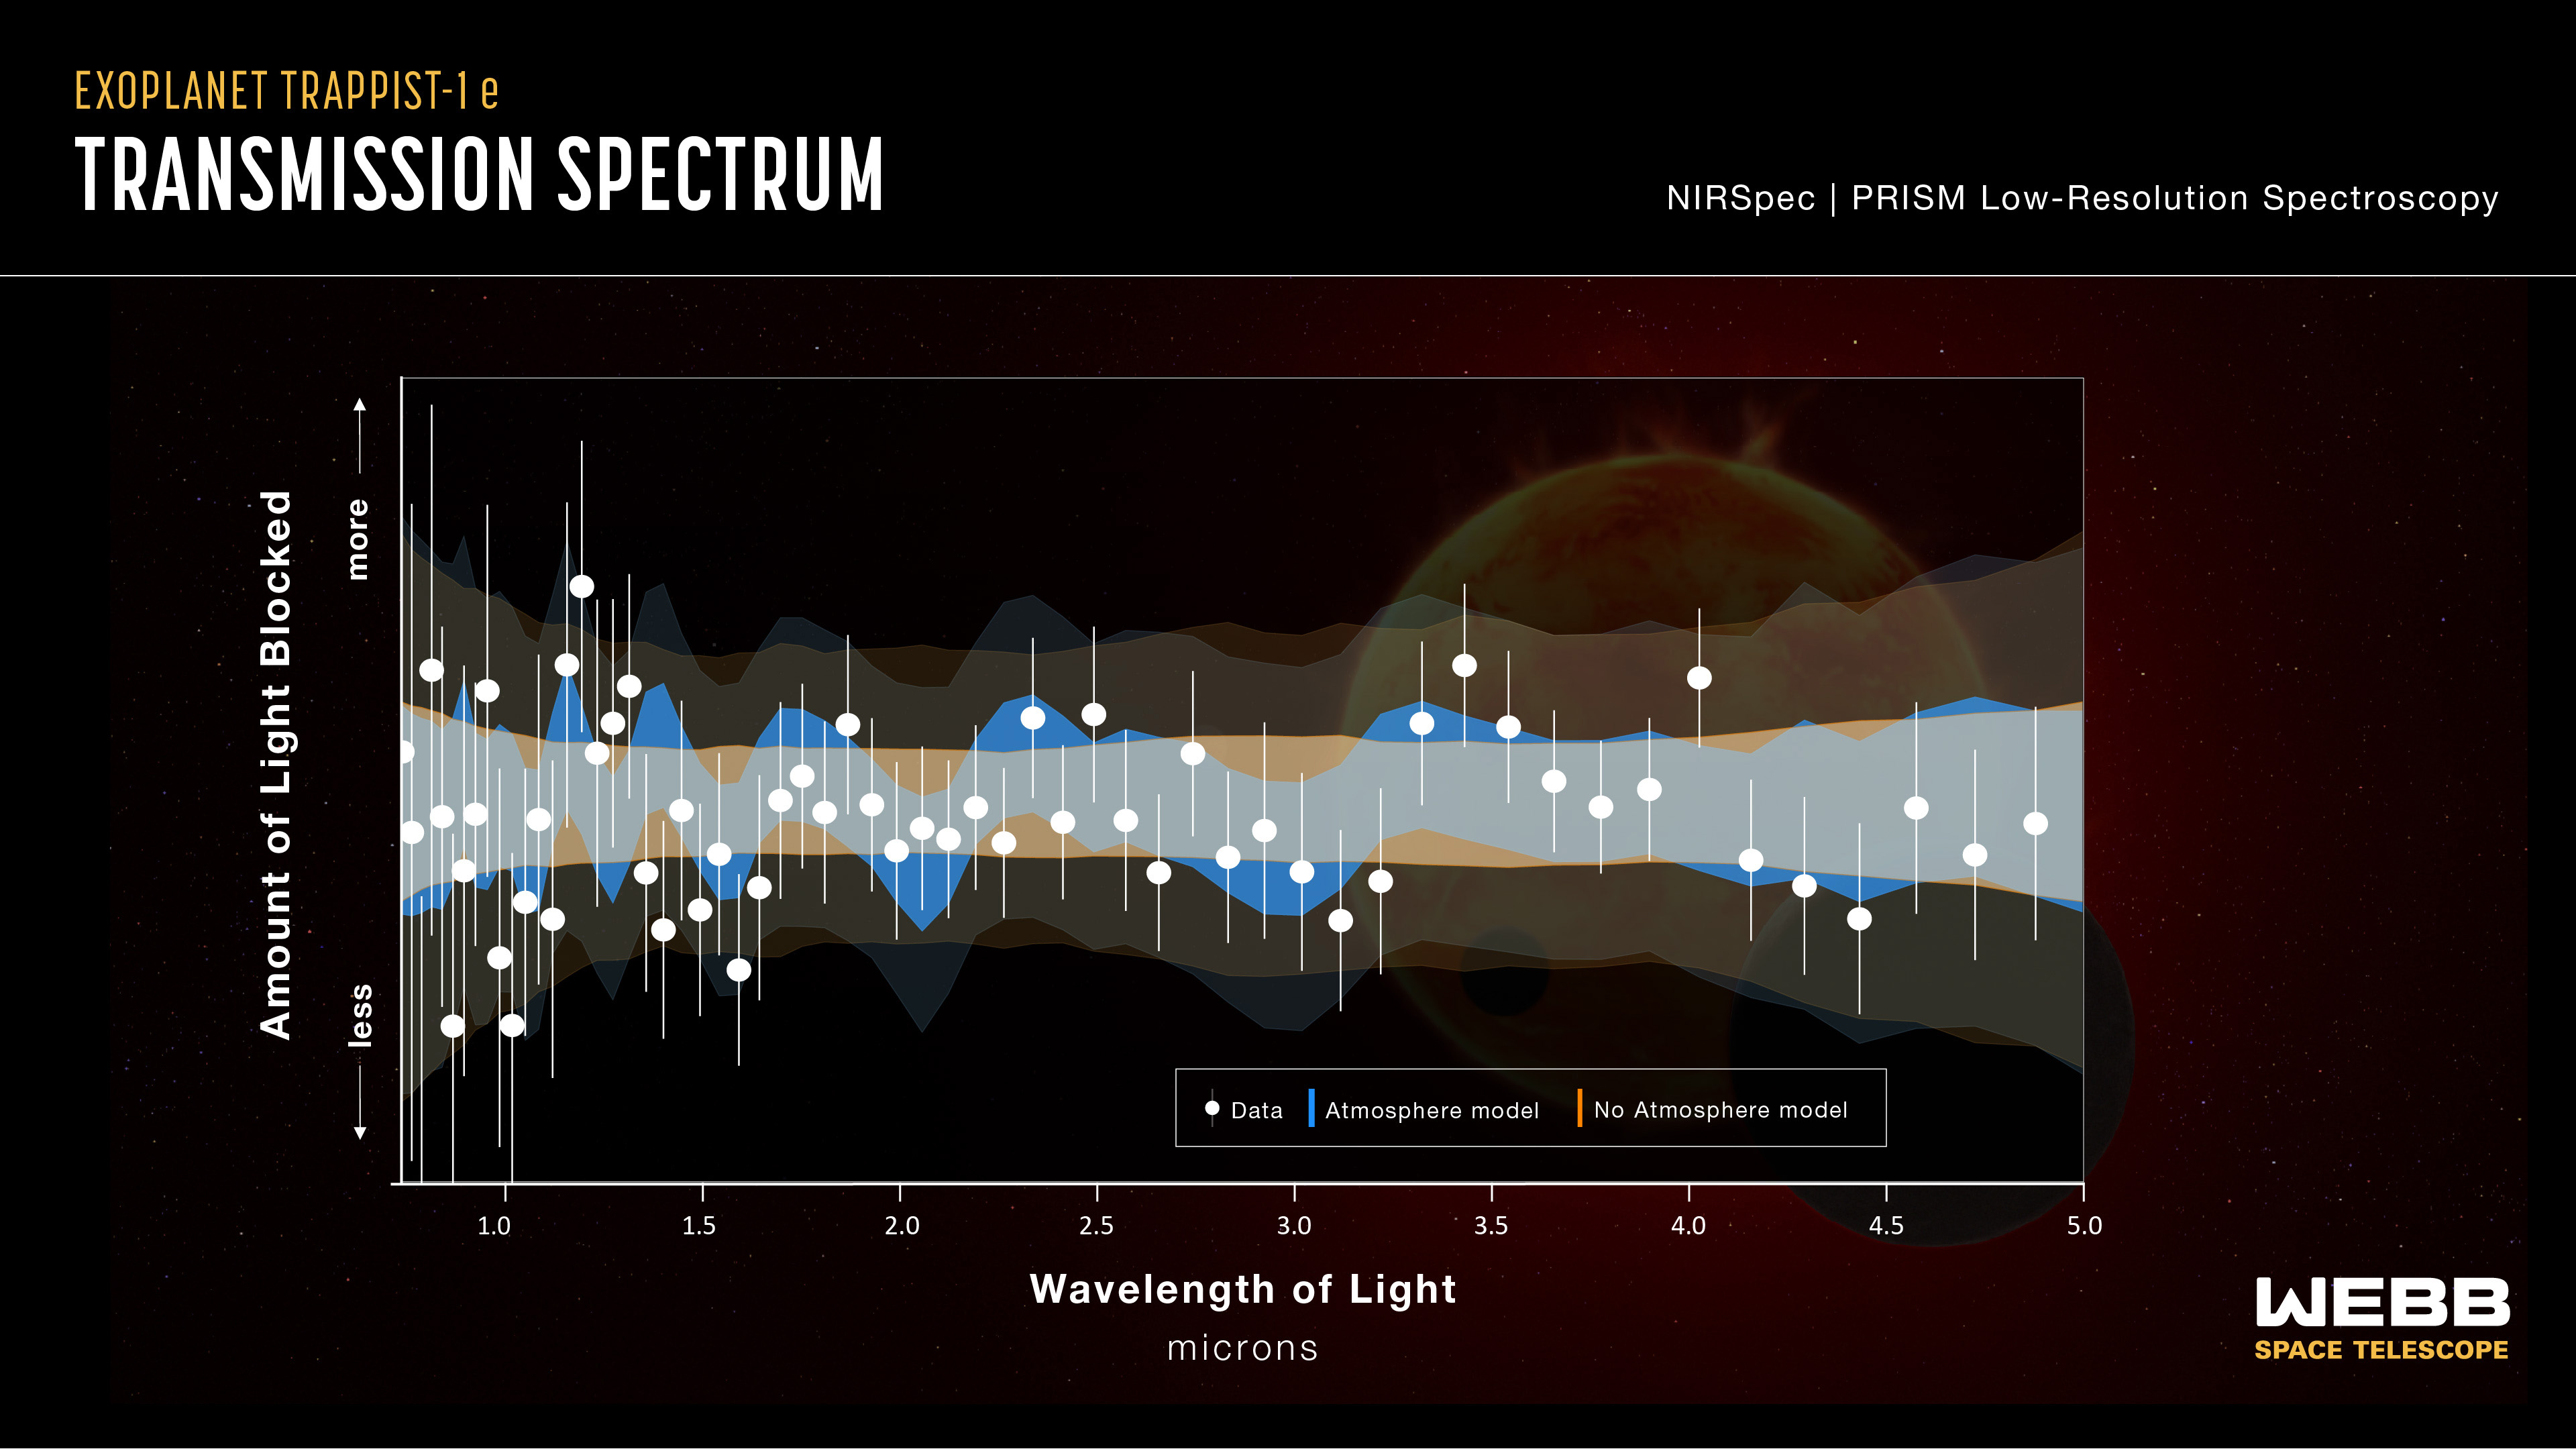 EXOPLANET TRAPPIST-1 e
TRANSMISSION SPECTRUM
NIRSpec | PRISM Low-Resolution Spectroscopy
Amount of Light Blocked
more
less
Data
Atmosphere model
No Atmosphere model
1.0 1.5 2.0 2.5 3.0 3.5 4.0 4.5 5.0
Wavelength of Light
microns
WEBB
SPACE TELESCOPE